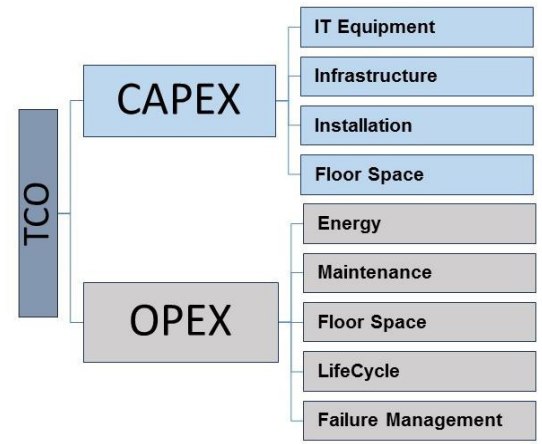 TCO
CAPEX
IT Equipment
Infrastructure
Installation
Floor Space
OPEX
Energy
Maintenance
Floor Space
LifeCycle
Failure Management